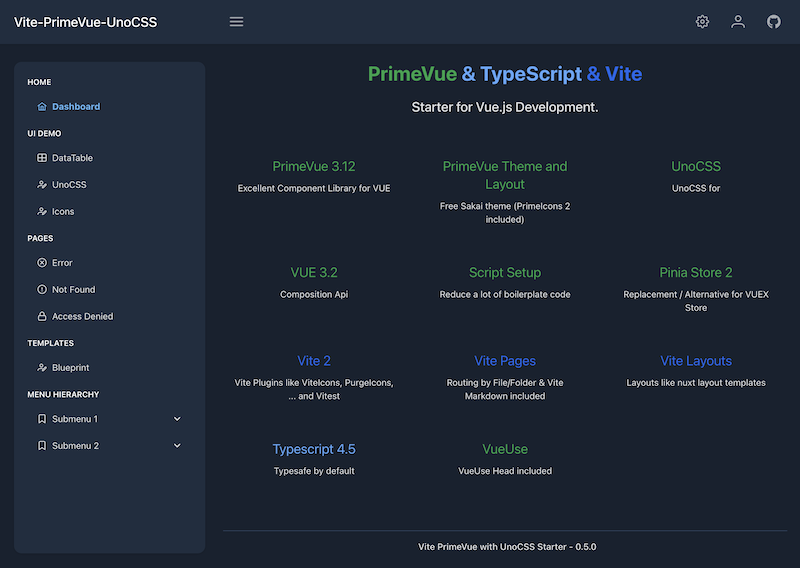 Vite-PrimeVue-UnoCSS
HOME
Dashboard
UI DEMO
DataTable
UnoCSS
Icons
PAGES
Error
Not Found
Access Denied
TEMPLATES
Blueprint
MENU HIERARCHY
Submenu 1
Submenu 2
PrimeVue & TypeScript & Vite
Starter for Vue.js Development.
PrimeVue 3.12
Excellent Component Library for VUE
PrimeVue Theme and
Layout
Free Sakai theme (PrimeIcons 2
included)
UnoCSS
UnoCSS for
VUE 3.2
Composition Api
Script Setup
Reduce a lot of boilerplate code
Pinia Store 2
Replacement / Alternative for VUEX
Store
Vite 2
Vite Plugins like ViteIcons, PurgeIcons,
... and Vitest
Vite Pages
Routing by File/Folder & Vite
Markdown included
Vite Layouts
Layouts like nuxt layout templates
Typescript 4.5
Typesafe by default
VueUse
VueUse Head included
Vite PrimeVue with UnoCSS Starter - 0.5.0